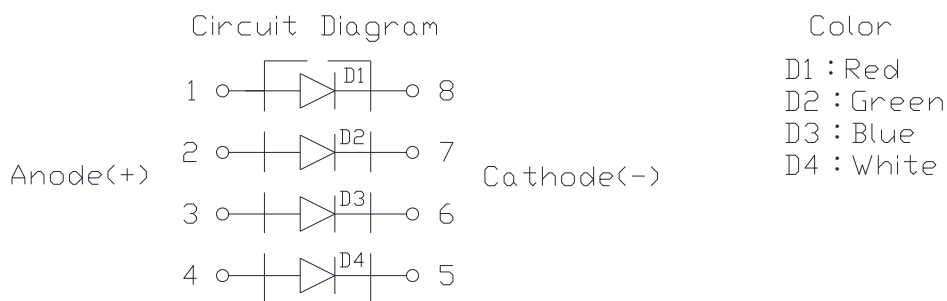 Circuit Diagram
Color
1 D1 8
2 D2 7
3 D3 6
4 D4 5
Anode(+)
Cathode(-)
D1 : Red
D2 : Green
D3 : Blue
D4 : White